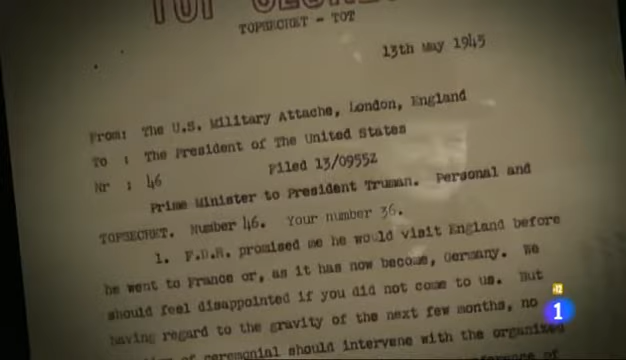 TOP SECRET
TOPSECRET - TOT
13th May 1945
From: The U.S. Military Attache, London, England
To : The President of The United States
Nr : 46 Filed 13/0955Z
Prime Minister to President Truman. Personal and
TOPSECRET. Number 46. Your number 36.
1. F.D.R. promised me he would visit England before
he went to France or, as it has now become, Germany. We
should feel disappointed if you did not come to us. But
having regard to the gravity of the next few months, no
of ceremonial should intervene with the organized
of
1